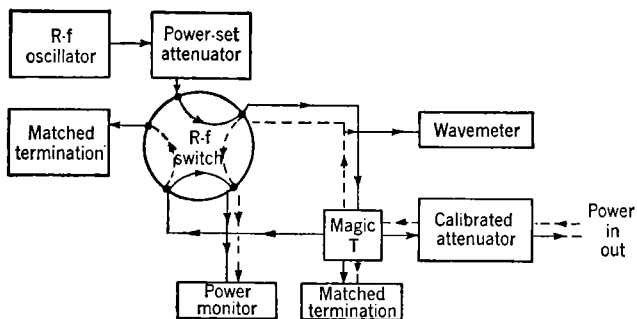 R-f
oscillator
Power-set
attenuator
Matched
termination
R-f
switch
Wavemeter
Magic
T
Calibrated
attenuator
Power
in
out
Power
monitor
Matched
termination